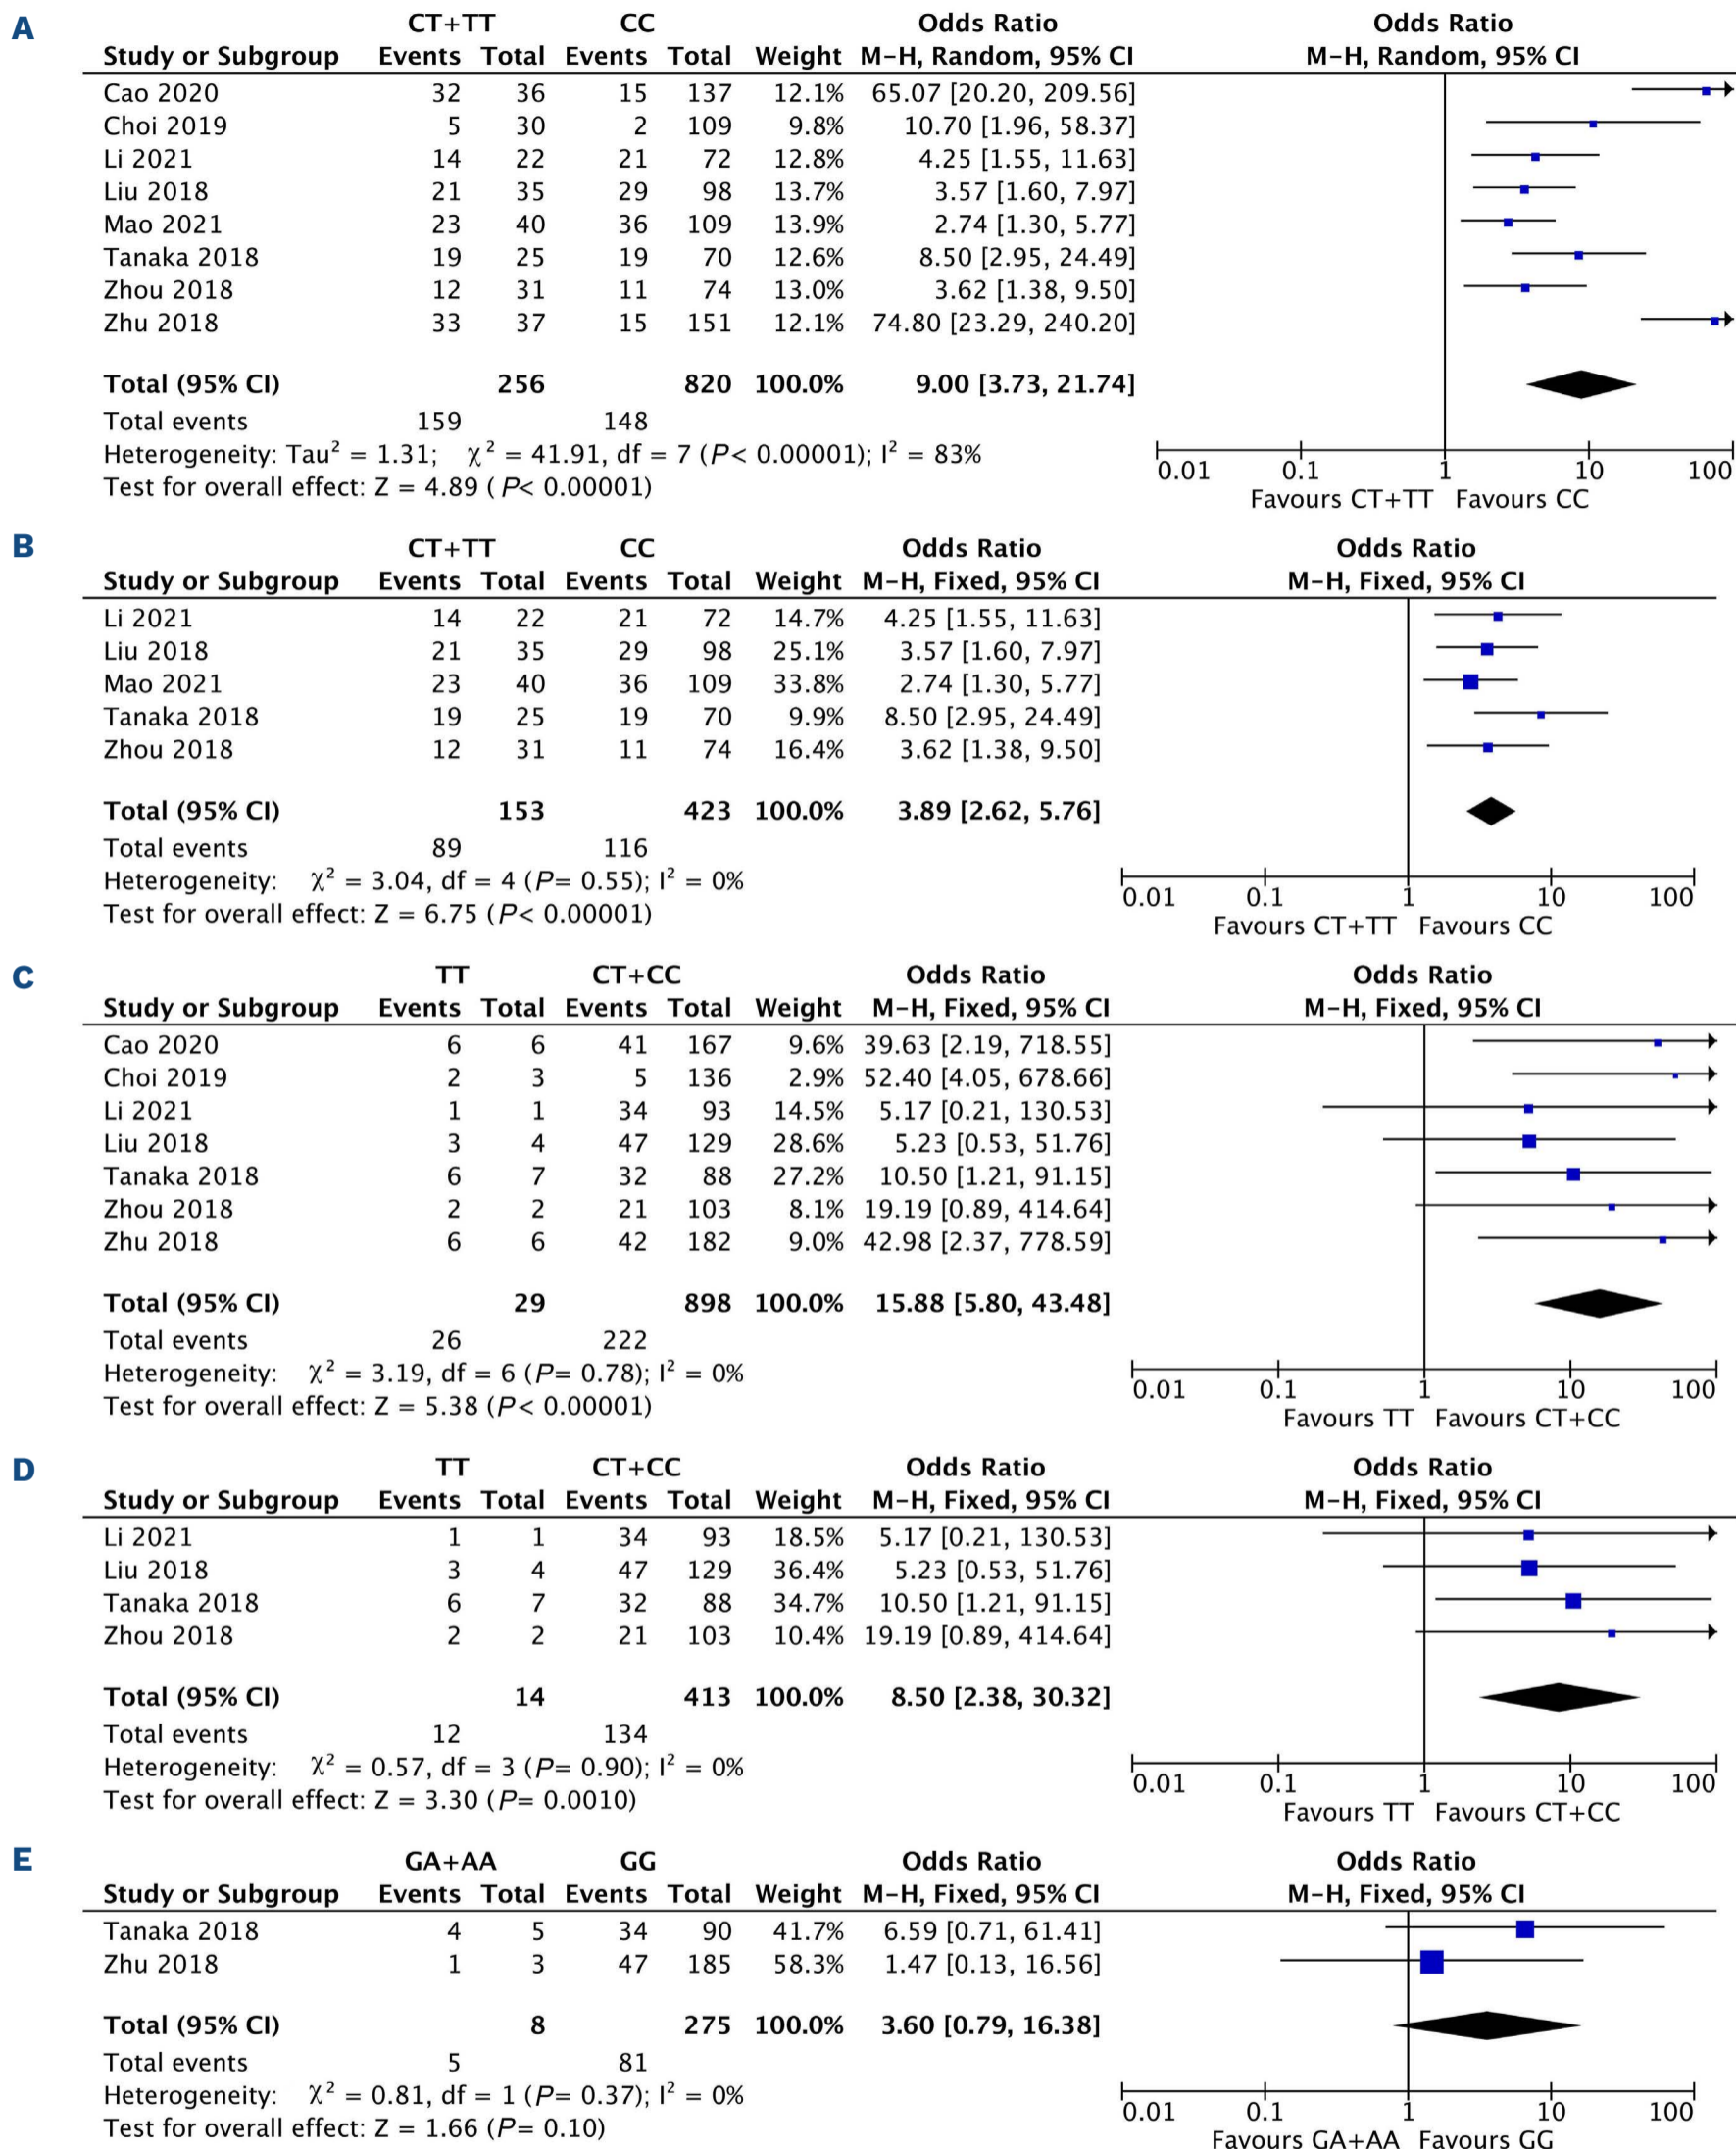 A
CT+TT CC Odds Ratio Odds Ratio
Study or Subgroup Events Total Events Total Weight M-H, Random, 95% CI M-H, Random, 95% CI
Cao 2020 32 36 15 137 12.1% 65.07 [20.20, 209.56]
Choi 2019 5 30 2 109 9.8% 10.70 [1.96, 58.37]
Li 2021 14 22 21 72 12.8% 4.25 [1.55, 11.63]
Liu 2018 21 35 29 98 13.7% 3.57 [1.60, 7.97]
Mao 2021 23 40 36 109 13.9% 2.74 [1.30, 5.77]
Tanaka 2018 19 25 19 70 12.6% 8.50 [2.95, 24.49]
Zhou 2018 12 31 11 74 13.0% 3.62 [1.38, 9.50]
Zhu 2018 33 37 15 151 12.1% 74.80 [23.29, 240.20]
Total (95% CI) 256 820 100.0% 9.00 [3.73, 21.74]
Total events 159 148
Heterogeneity: Tau² = 1.31; χ² = 41.91, df = 7 (P< 0.00001); I² = 83%
Test for overall effect: Z = 4.89 ( P< 0.00001)
0.01 0.1 1 10 100
Favours CT+TT Favours CC
B
CT+TT CC Odds Ratio Odds Ratio
Study or Subgroup Events Total Events Total Weight M-H, Fixed, 95% CI M-H, Fixed, 95% CI
Li 2021 14 22 21 72 14.7% 4.25 [1.55, 11.63]
Liu 2018 21 35 29 98 25.1% 3.57 [1.60, 7.97]
Mao 2021 23 40 36 109 33.8% 2.74 [1.30, 5.77]
Tanaka 2018 19 25 19 70 9.9% 8.50 [2.95, 24.49]
Zhou 2018 12 31 11 74 16.4% 3.62 [1.38, 9.50]
Total (95% CI) 153 423 100.0% 3.89 [2.62, 5.76]
Total events 89 116
Heterogeneity: χ² = 3.04, df = 4 (P= 0.55); I² = 0%
Test for overall effect: Z = 6.75 (P< 0.00001)
0.01 0.1 1 10 100
Favours CT+TT Favours CC
C
TT CT+CC Odds Ratio Odds Ratio
Study or Subgroup Events Total Events Total Weight M-H, Fixed, 95% CI M-H, Fixed, 95% CI
Cao 2020 6 6 41 167 9.6% 39.63 [2.19, 718.55]
Choi 2019 2 3 5 136 2.9% 52.40 [4.05, 678.66]
Li 2021 1 1 34 93 14.5% 5.17 [0.21, 130.53]
Liu 2018 3 4 47 129 28.6% 5.23 [0.53, 51.76]
Tanaka 2018 6 7 32 88 27.2% 10.50 [1.21, 91.15]
Zhou 2018 2 2 21 103 8.1% 19.19 [0.89, 414.64]
Zhu 2018 6 6 42 182 9.0% 42.98 [2.37, 778.59]
Total (95% CI) 29 898 100.0% 15.88 [5.80, 43.48]
Total events 26 222
Heterogeneity: χ² = 3.19, df = 6 (P= 0.78); I² = 0%
Test for overall effect: Z = 5.38 (P< 0.00001)
0.01 0.1 1 10 100
Favours TT Favours CT+CC
D
TT CT+CC Odds Ratio Odds Ratio
Study or Subgroup Events Total Events Total Weight M-H, Fixed, 95% CI M-H, Fixed, 95% CI
Li 2021 1 1 34 93 18.5% 5.17 [0.21, 130.53]
Liu 2018 3 4 47 129 36.4% 5.23 [0.53, 51.76]
Tanaka 2018 6 7 32 88 34.7% 10.50 [1.21, 91.15]
Zhou 2018 2 2 21 103 10.4% 19.19 [0.89, 414.64]
Total (95% CI) 14 413 100.0% 8.50 [2.38, 30.32]
Total events 12 134
Heterogeneity: χ² = 0.57, df = 3 (P= 0.90); I² = 0%
Test for overall effect: Z = 3.30 (P= 0.0010)
0.01 0.1 1 10 100
Favours TT Favours CT+CC
E
GA+AA GG Odds Ratio Odds Ratio
Study or Subgroup Events Total Events Total Weight M-H, Fixed, 95% CI M-H, Fixed, 95% CI
Tanaka 2018 4 5 34 90 41.7% 6.59 [0.71, 61.41]
Zhu 2018 1 3 47 185 58.3% 1.47 [0.13, 16.56]
Total (95% CI) 8 275 100.0% 3.60 [0.79, 16.38]
Total events 5 81
Heterogeneity: χ² = 0.81, df = 1 (P= 0.37); I² = 0%
Test for overall effect: Z = 1.66 (P= 0.10)
0.01 0.1 1 10 100
Favours GA+AA Favours GG